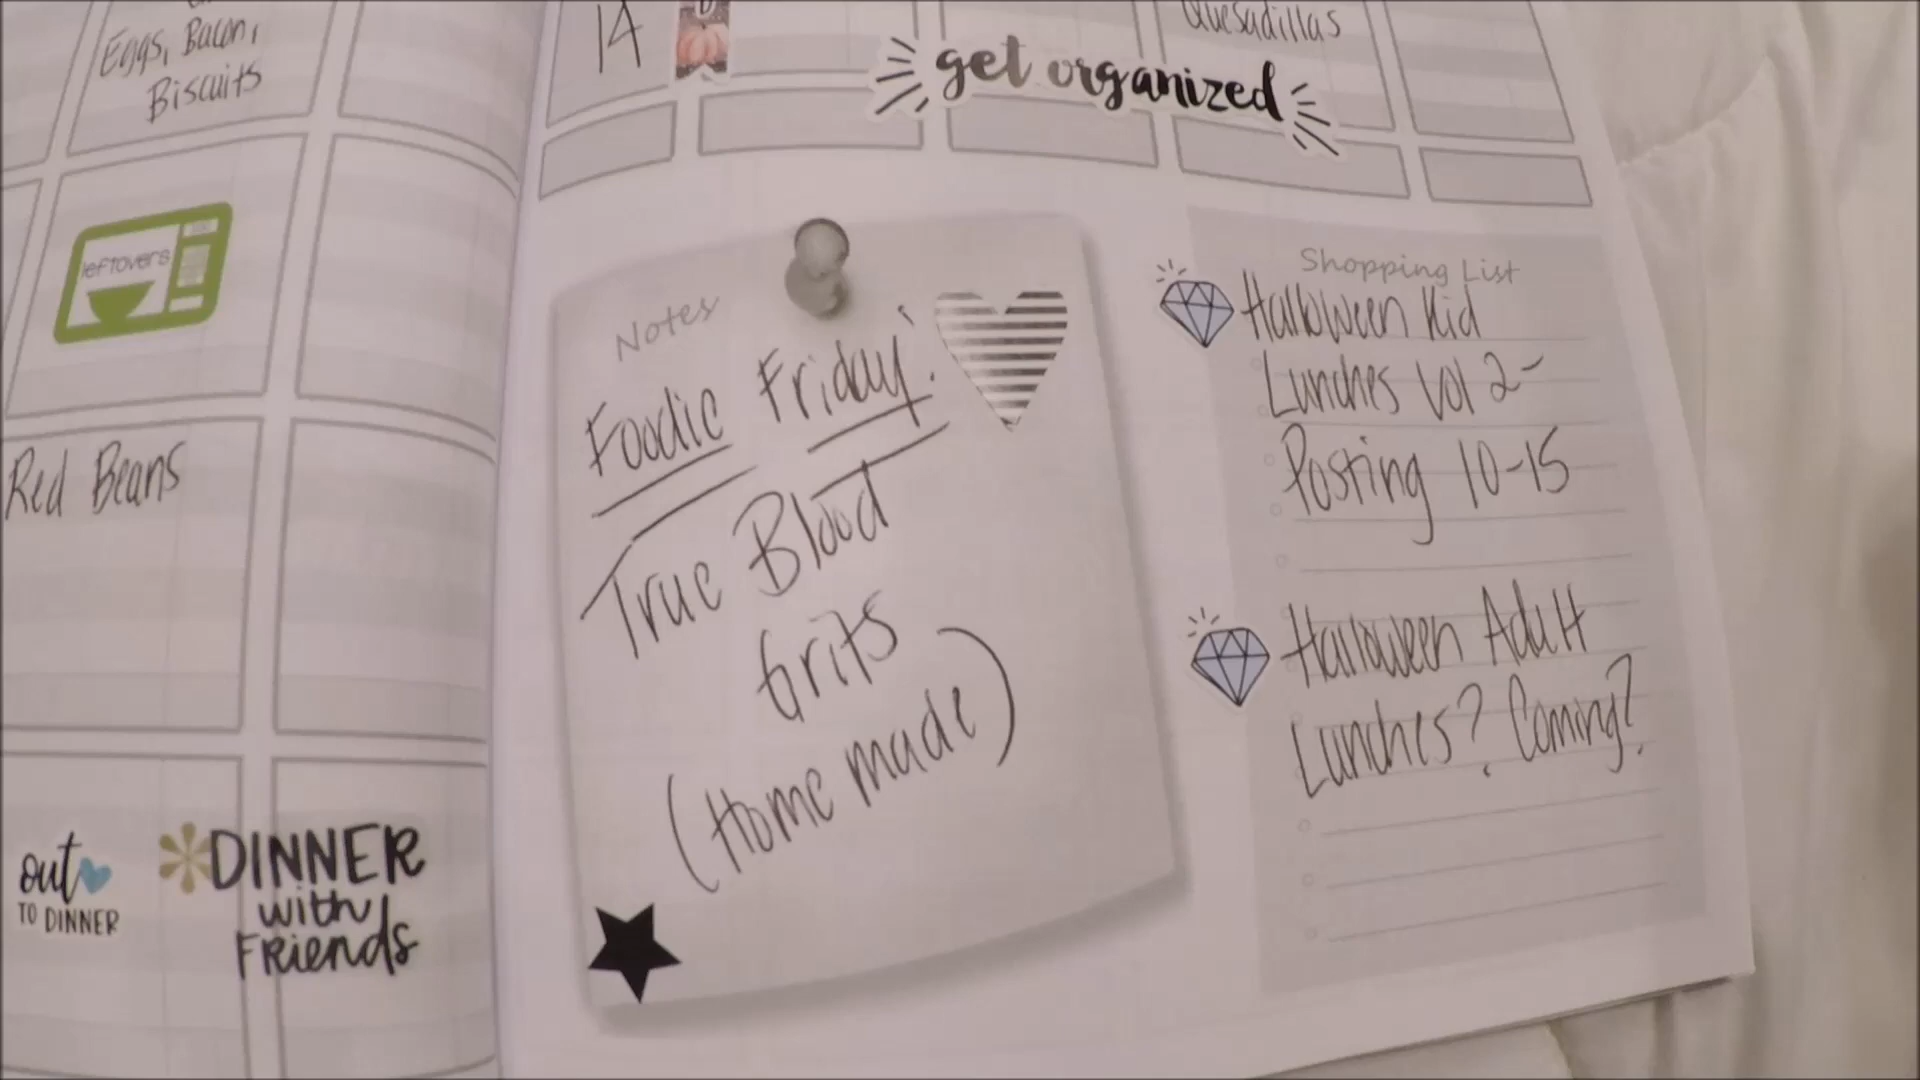 Eggs, Bacon,
Biscuits
leftovers
Red Beans
out
TO DINNER
DINNER
with
Friends
14
Quesadillas
get organized
Notes
Foodie Friday:
True Blood
Grits
(Home made)
Shopping List
Halloween Kid
Lunches Vol 2-
Posting 10-15
Halloween Adult
Lunches? Coming?